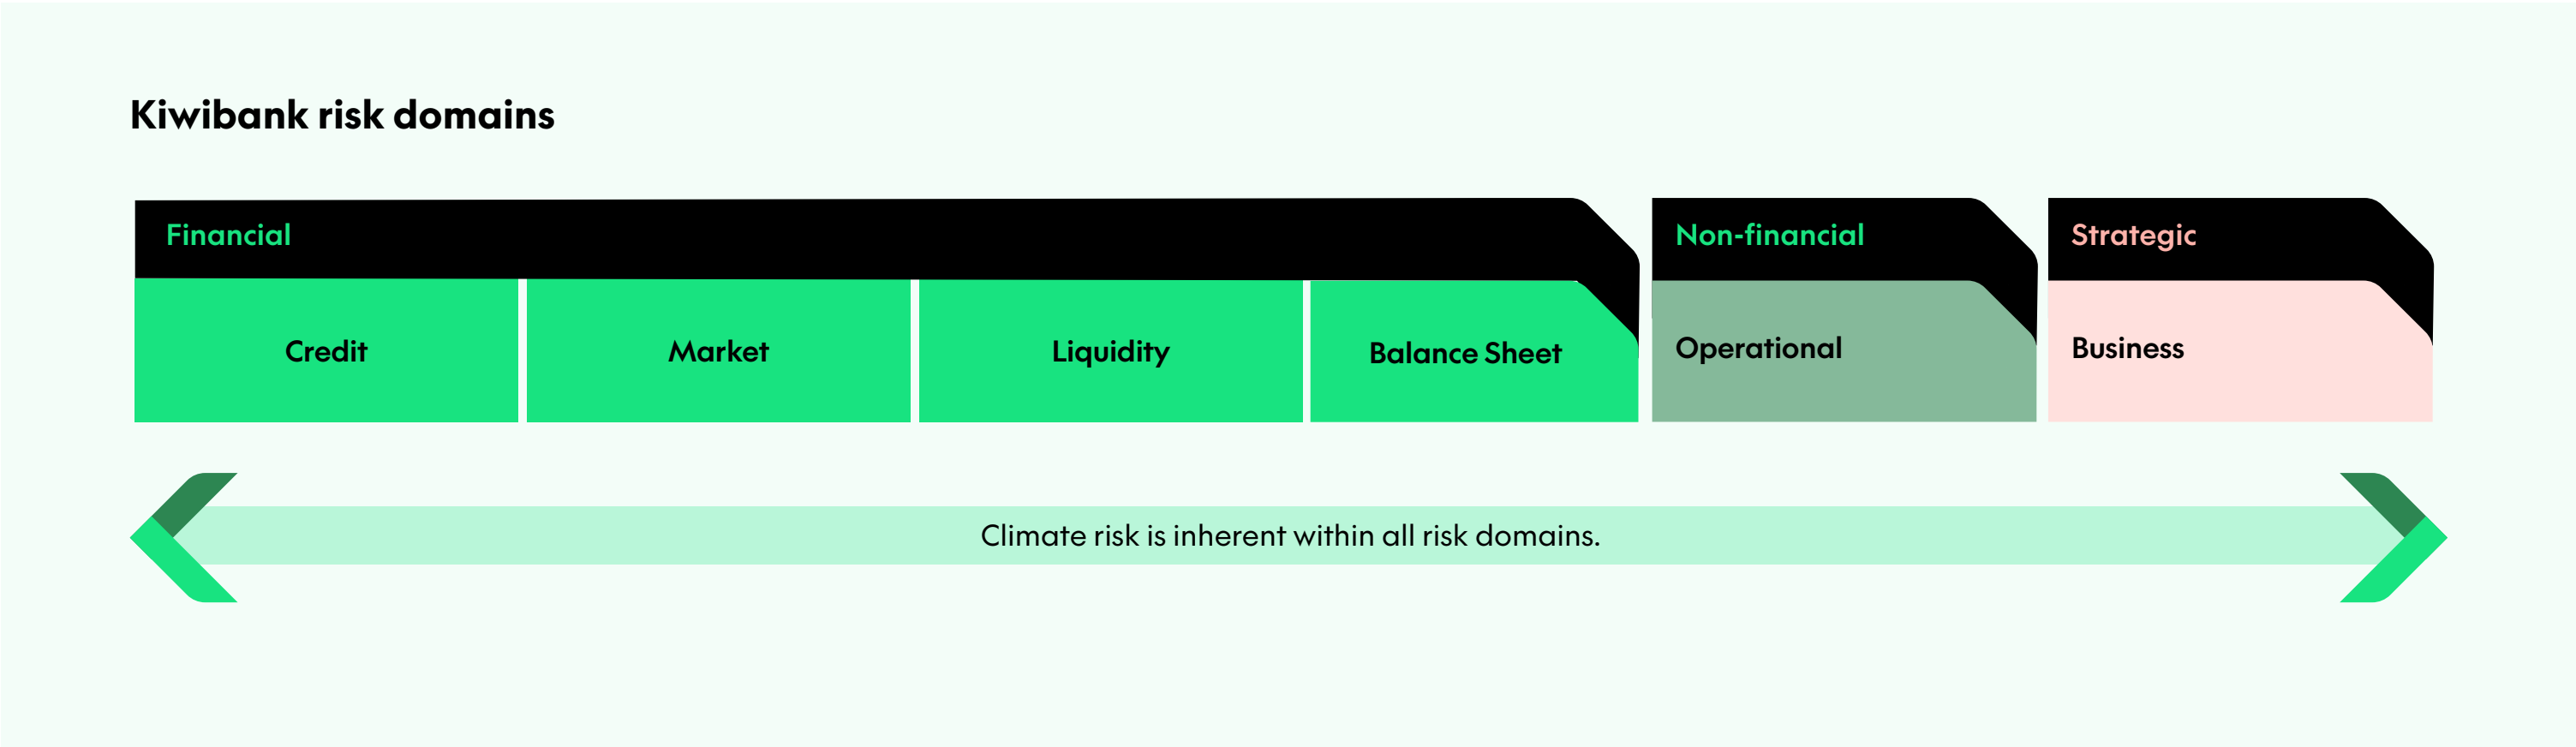 Kiwibank risk domains
Financial
Non-financial
Strategic
Credit
Market
Liquidity
Balance Sheet
Operational
Business
Climate risk is inherent within all risk domains.